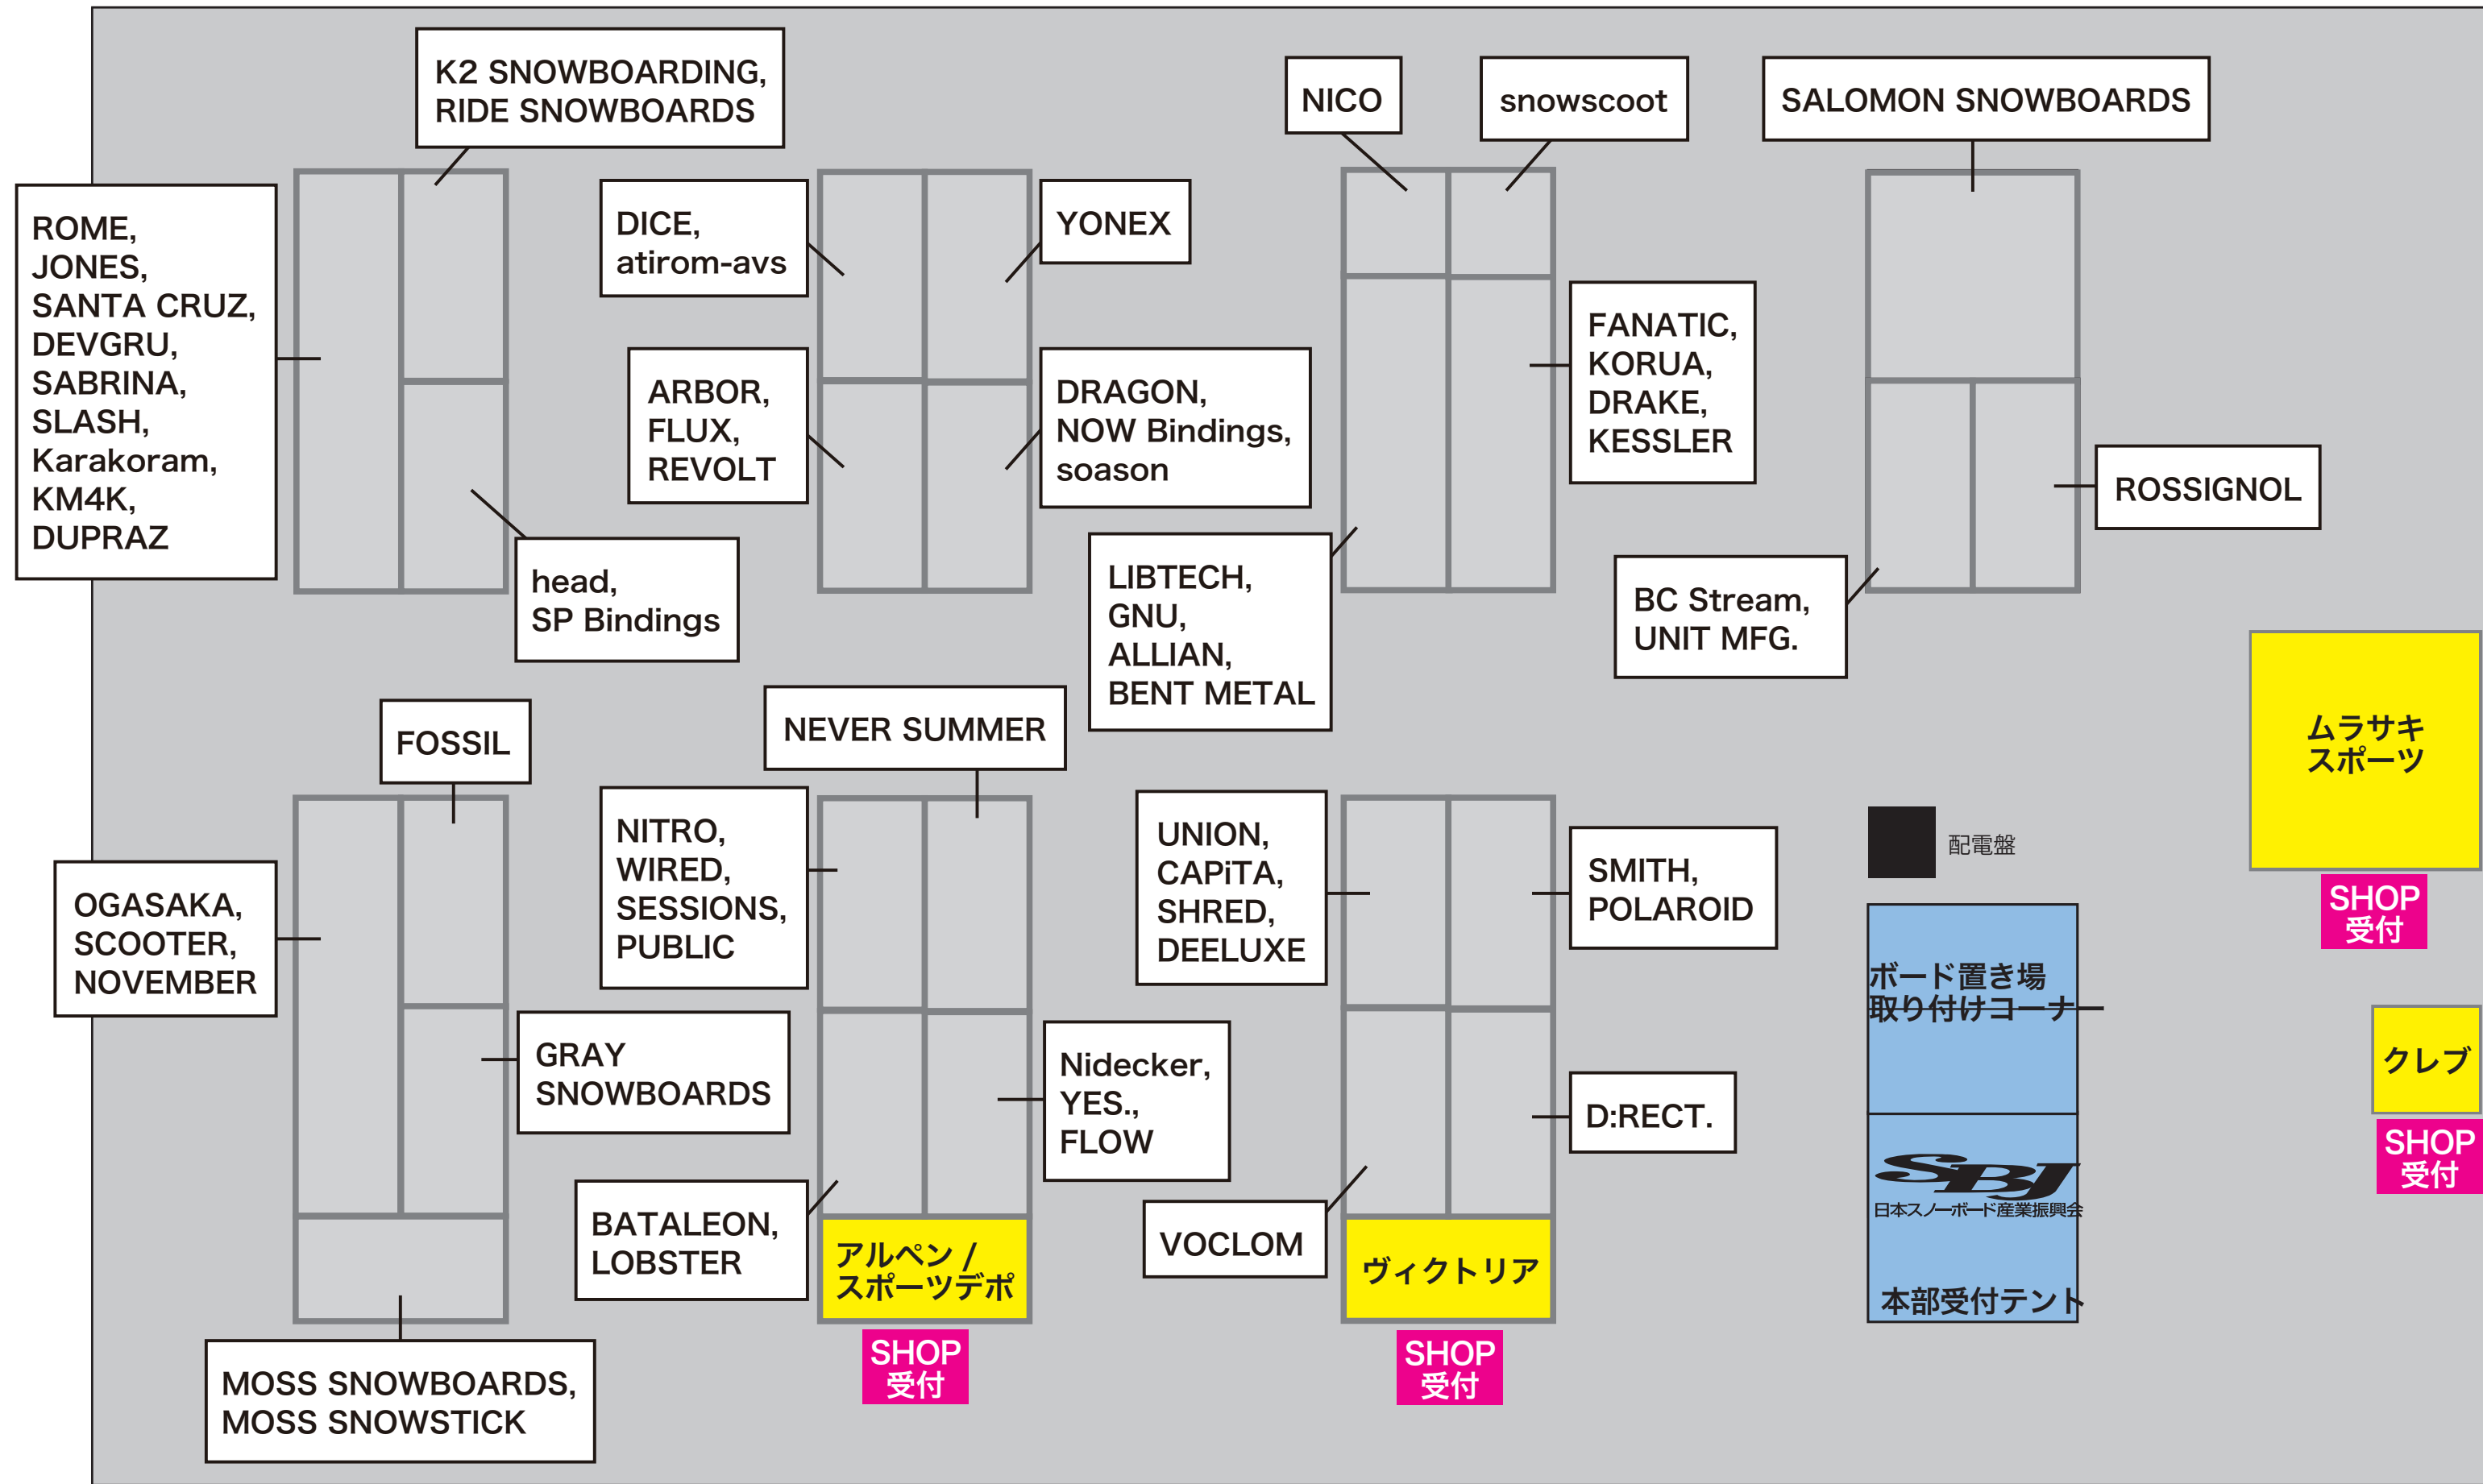 K2 SNOWBOARDING,
RIDE SNOWBOARDS
NICO
snowscoot
SALOMON SNOWBOARDS
ROME,
JONES,
SANTA CRUZ,
DEVGRU,
SABRINA,
SLASH,
Karakoram,
KM4K,
DUPRAZ
DICE,
atirom-avs
YONEX
FANATIC,
KORUA,
DRAKE,
KESSLER
ARBOR,
FLUX,
REVOLT
DRAGON,
NOW Bindings,
soason
ROSSIGNOL
head,
SP Bindings
LIBTECH,
GNU,
ALLIAN,
BENT METAL
BC Stream,
UNIT MFG.
ムラサキ
スポーツ
SHOP
受付
FOSSIL
NEVER SUMMER
NITRO,
WIRED,
SESSIONS,
PUBLIC
UNION,
CAPiTA,
SHRED,
DEELUXE
SMITH,
POLAROID
配電盤
OGASAKA,
SCOOTER,
NOVEMBER
ボード置き場
取り付けコーナー
GRAY
SNOWBOARDS
Nidecker,
YES.,
FLOW
D:RECT.
クレブ
SHOP
受付
BATALEON,
LOBSTER
VOCLOM
SBJ
日本スノーボード産業振興会
本部受付テント
アルペン /
スポーツデポ
SHOP
受付
ヴィクトリア
SHOP
受付
MOSS SNOWBOARDS,
MOSS SNOWSTICK